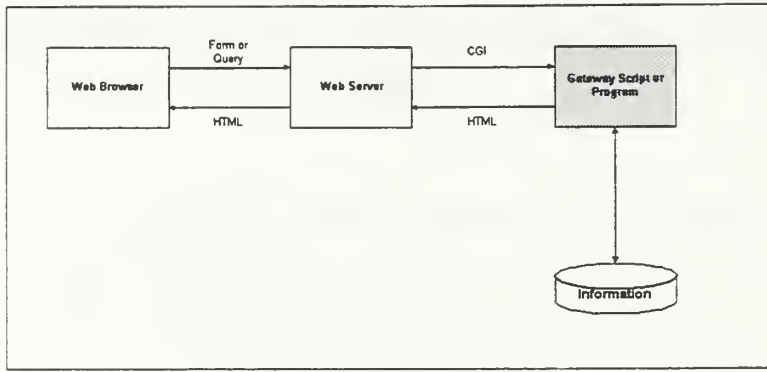 Form or
Query
CGI
Web Browser
Web Server
Gateway Script or
Program
HTML
HTML
Information